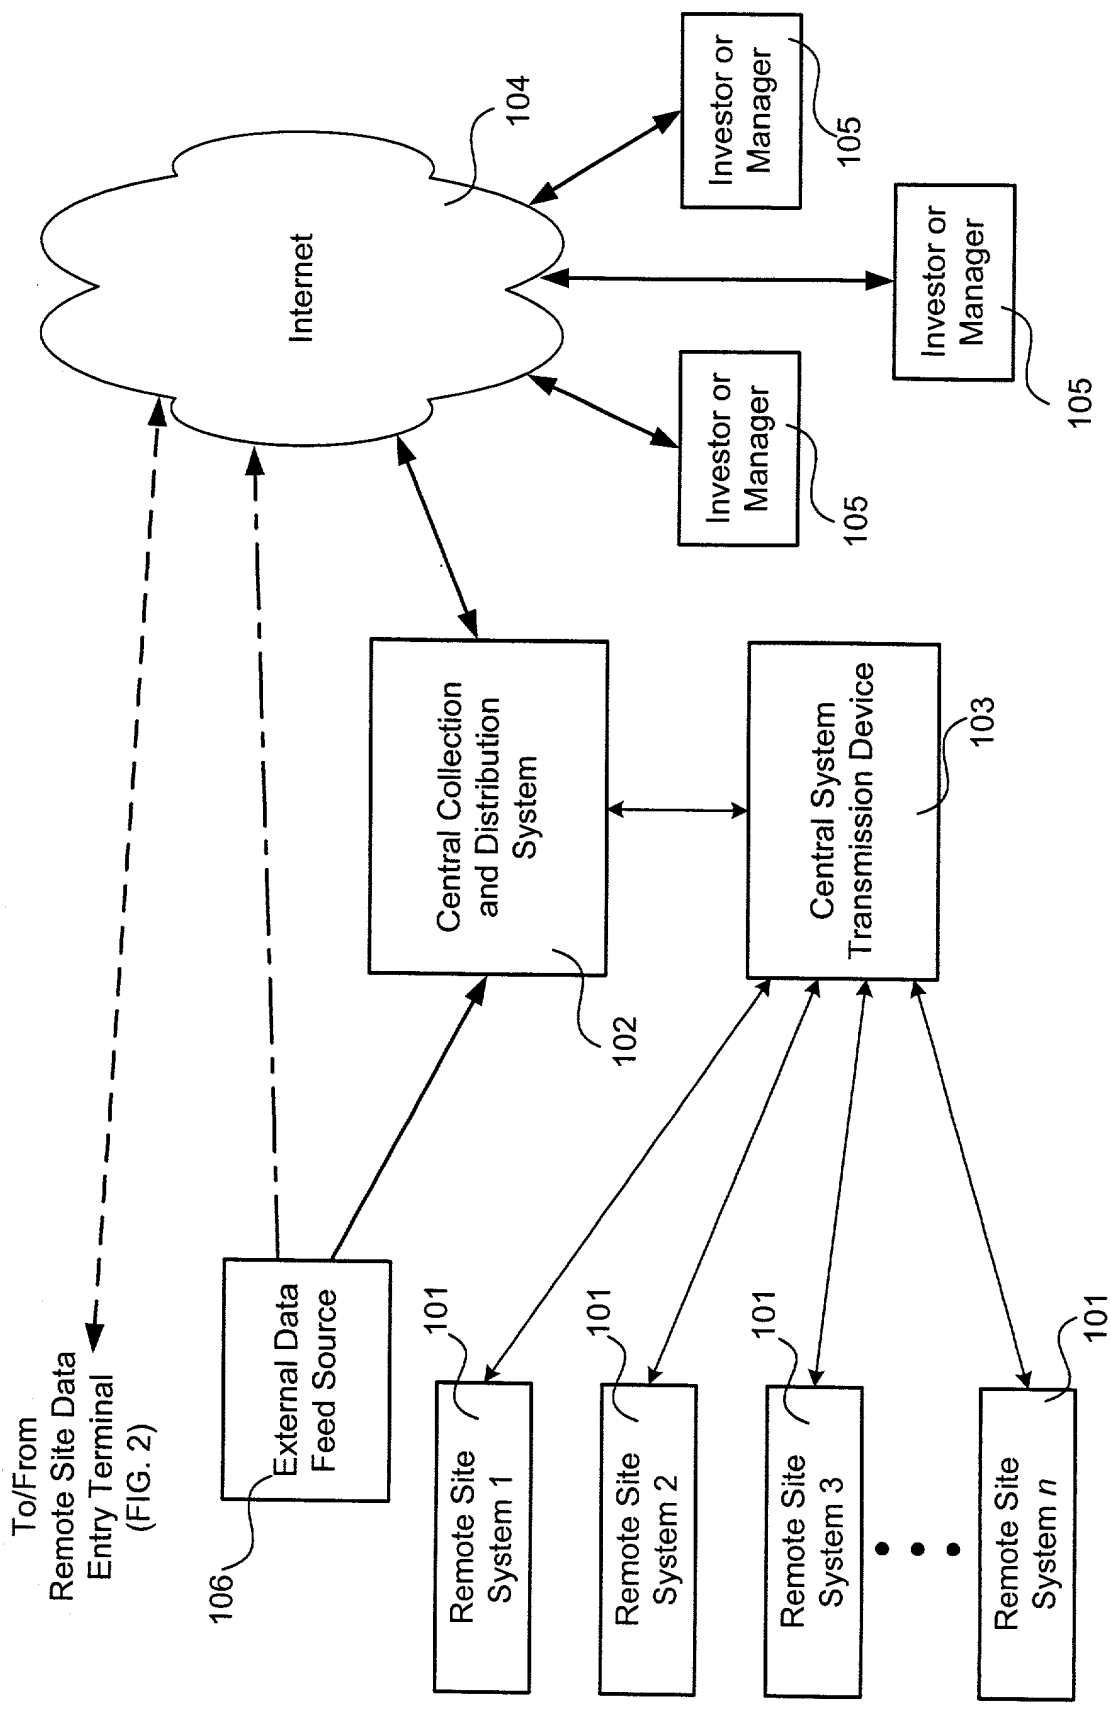 To/From
Remote Site Data
Entry Terminal
(FIG. 2)
106
External Data
Feed Source
Remote Site
System 1
101
Remote Site
System 2
101
Remote Site
System 3
101
Remote Site
System n
101
Central Collection
and Distribution
System
102
Central System
Transmission Device
103
Internet
104
Investor or
Manager
105
Investor or
Manager
105
Investor or
Manager
105